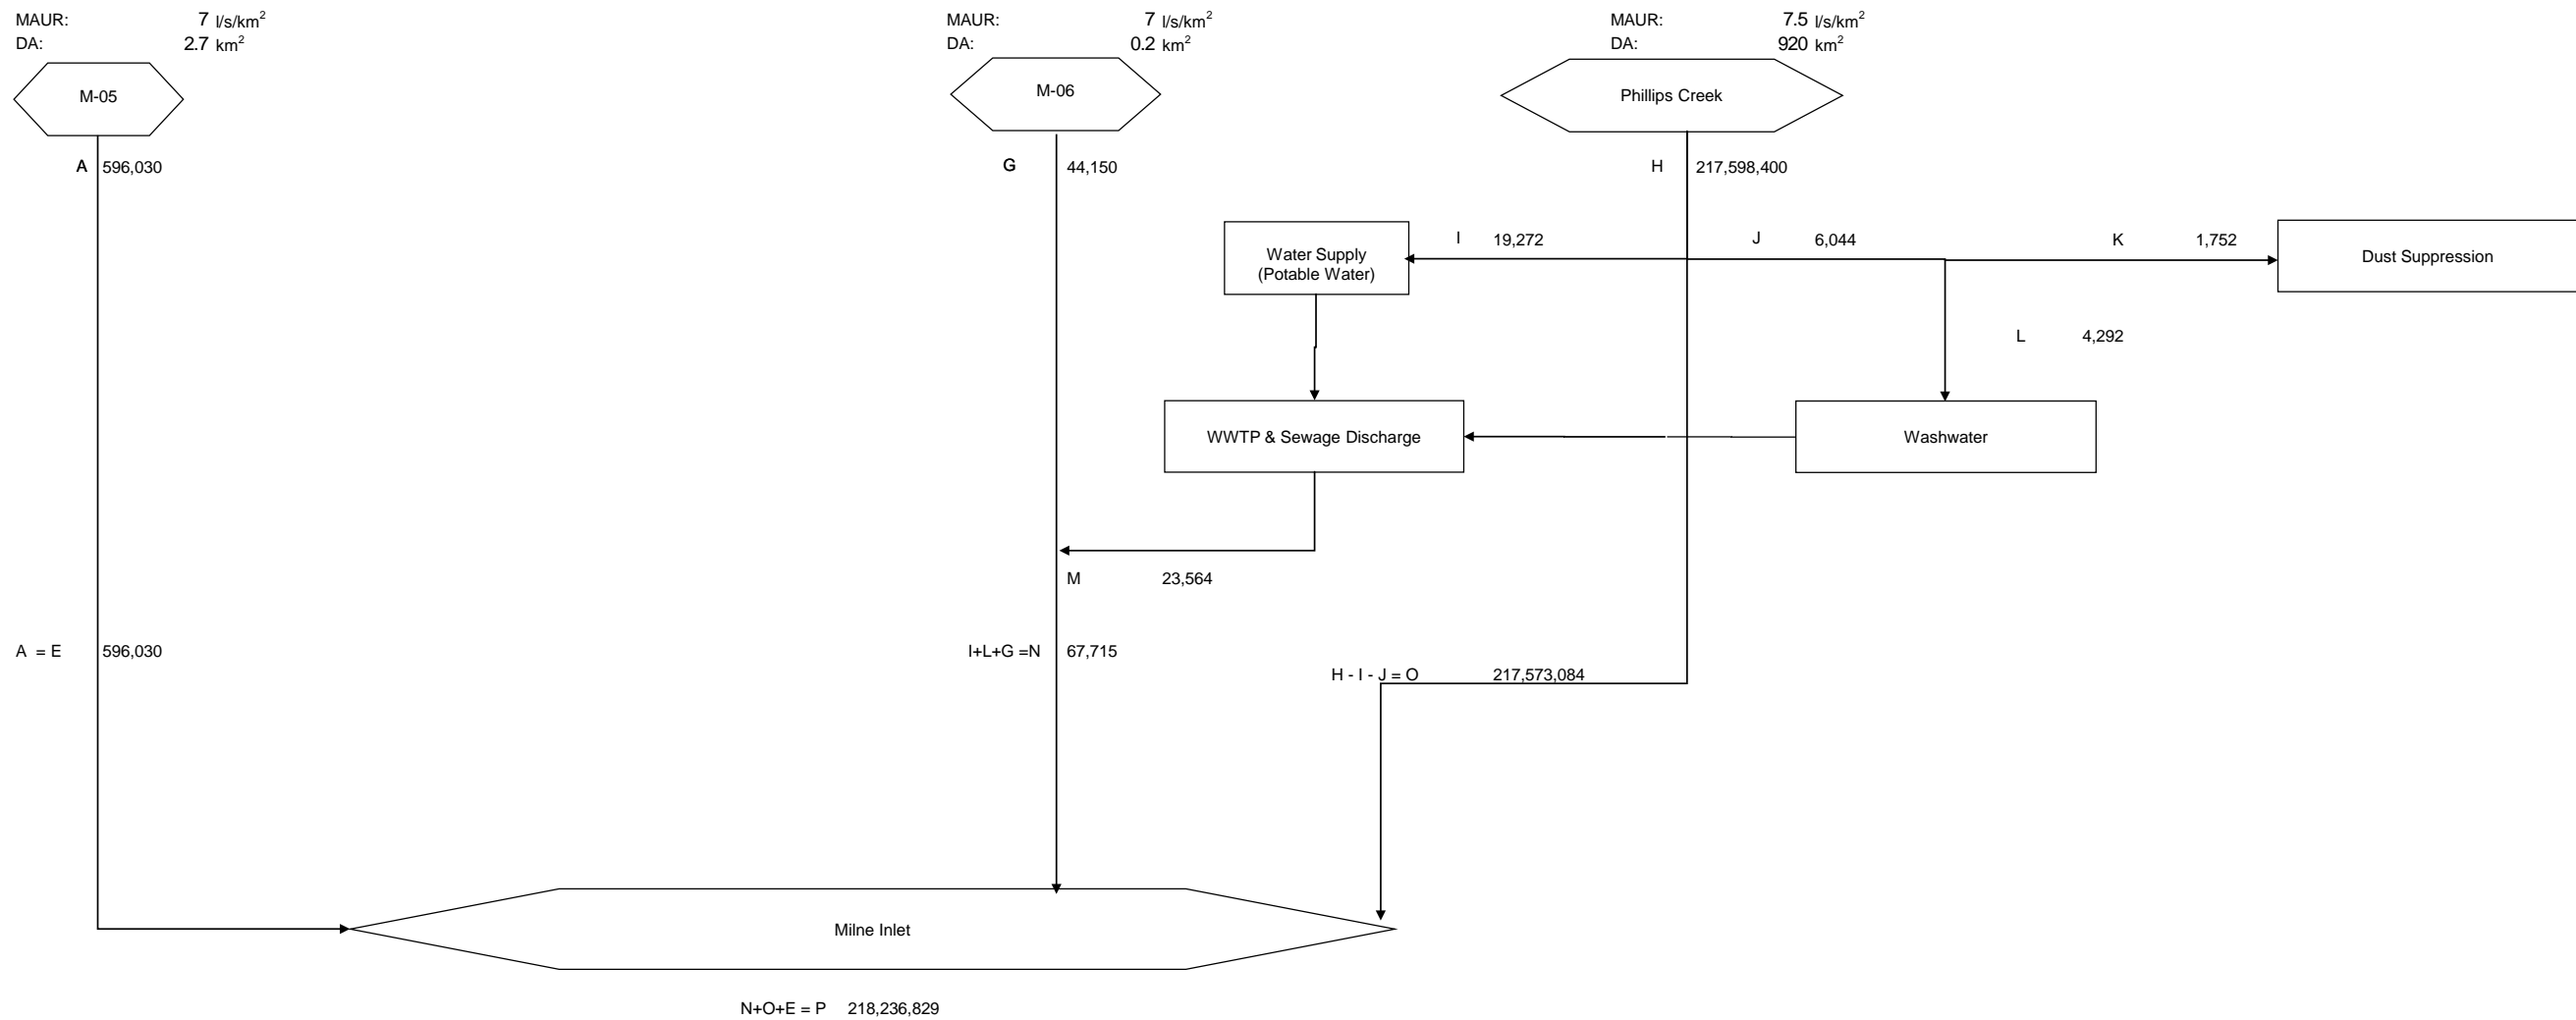 MAUR: 7 l/s/km²
DA: 2.7 km²
MAUR: 7 l/s/km²
DA: 0.2 km²
MAUR: 7.5 l/s/km²
DA: 920 km²
M-05
M-06
Phillips Creek
A 596,030
G 44,150
H 217,598,400
I 19,272
J 6,044
K 1,752
Water Supply
(Potable Water)
Dust Suppression
L 4,292
WWTP & Sewage Discharge
Washwater
M 23,564
A = E 596,030
I+L+G =N 67,715
H - I - J = O 217,573,084
Milne Inlet
N+O+E = P 218,236,829